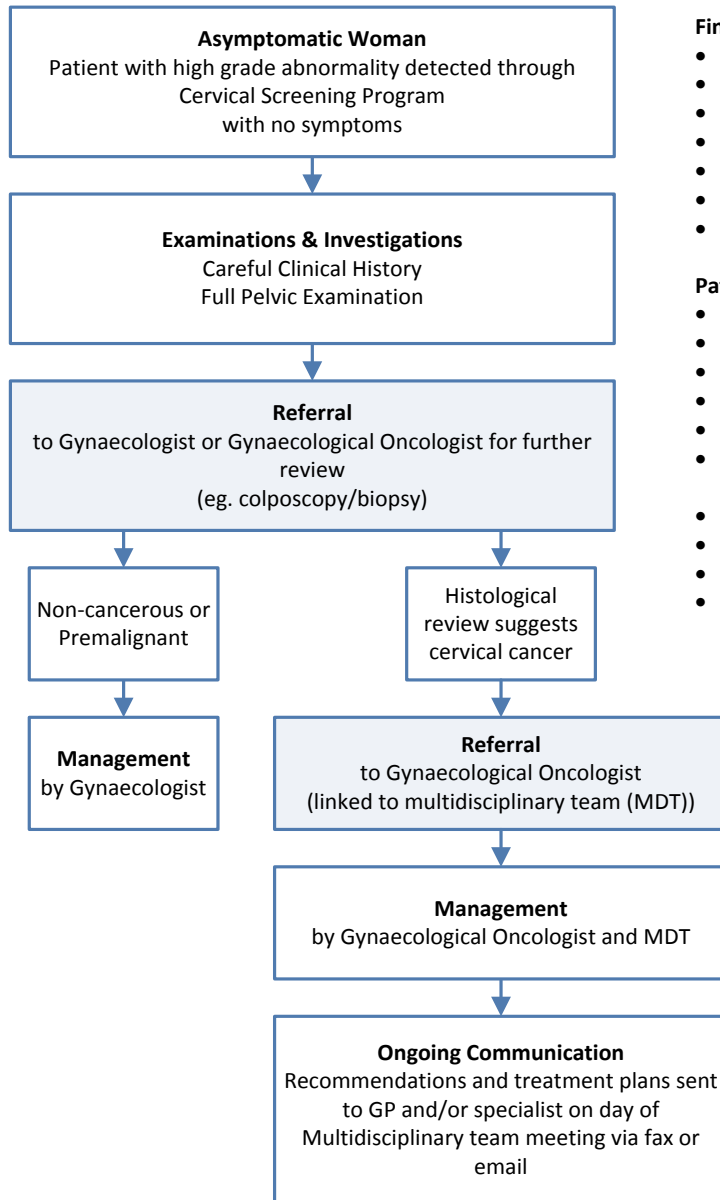 Asymptomatic Woman
Patient with high grade abnormality detected through
Cervical Screening Program
with no symptoms
Examinations & Investigations
Careful Clinical History
Full Pelvic Examination
Referral
to Gynaecologist or Gynaecological Oncologist for further
review
(eg. colposcopy/biopsy)
Non-cancerous or
Premalignant
Management
by Gynaecologist
Histological
review suggests
cervical cancer
Referral
to Gynaecological Oncologist
(linked to multidisciplinary team (MDT))
Management
by Gynaecological Oncologist and MDT
Ongoing Communication
Recommendations and treatment plans sent
to GP and/or specialist on day of
Multidisciplinary team meeting via fax or
email